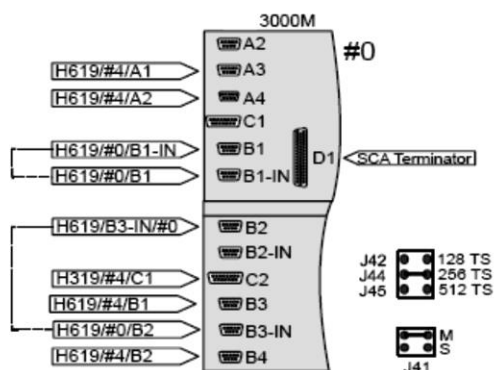 3000M
#0
A2
H619/#4/A1 A3
H619/#4/A2 A4
C1
H619/#0/B1-IN B1
D1 SCA Terminator
H619/#0/B1 B1-IN
H619/B3-IN/#0 B2
B2-IN
J42 128 TS
J44 256 TS
H319/#4/C1 C2
J45 512 TS
H619/#4/B1 B3
H619/#0/B2 B3-IN
M
H619/#4/B2 B4
S
J41